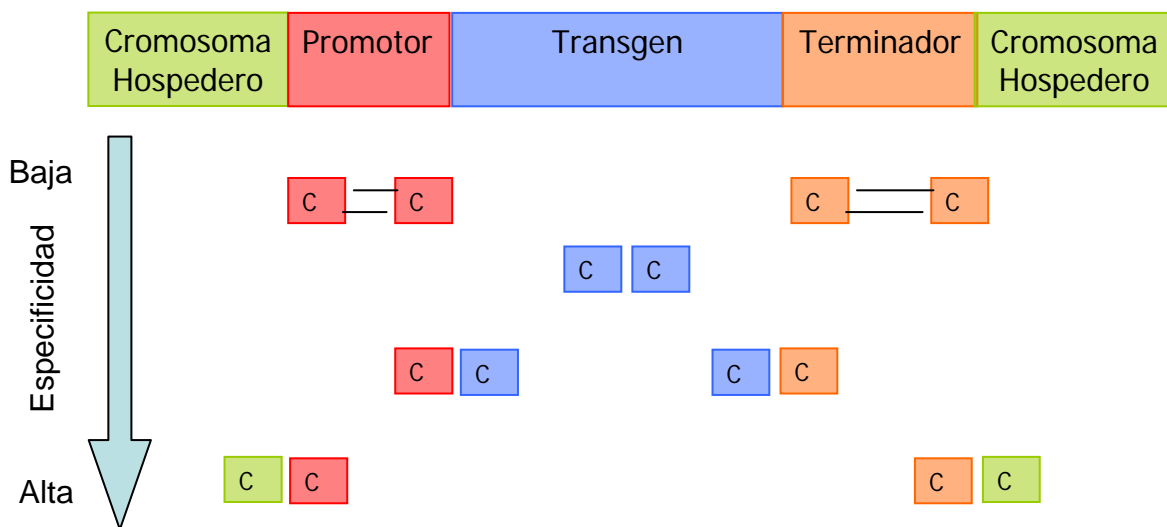 Cromosoma
Hospedero
Promotor
Transgen
Terminador
Cromosoma
Hospedero
Baja
C C C C
C C
Especificidad
C C C C
Alta
C C C C